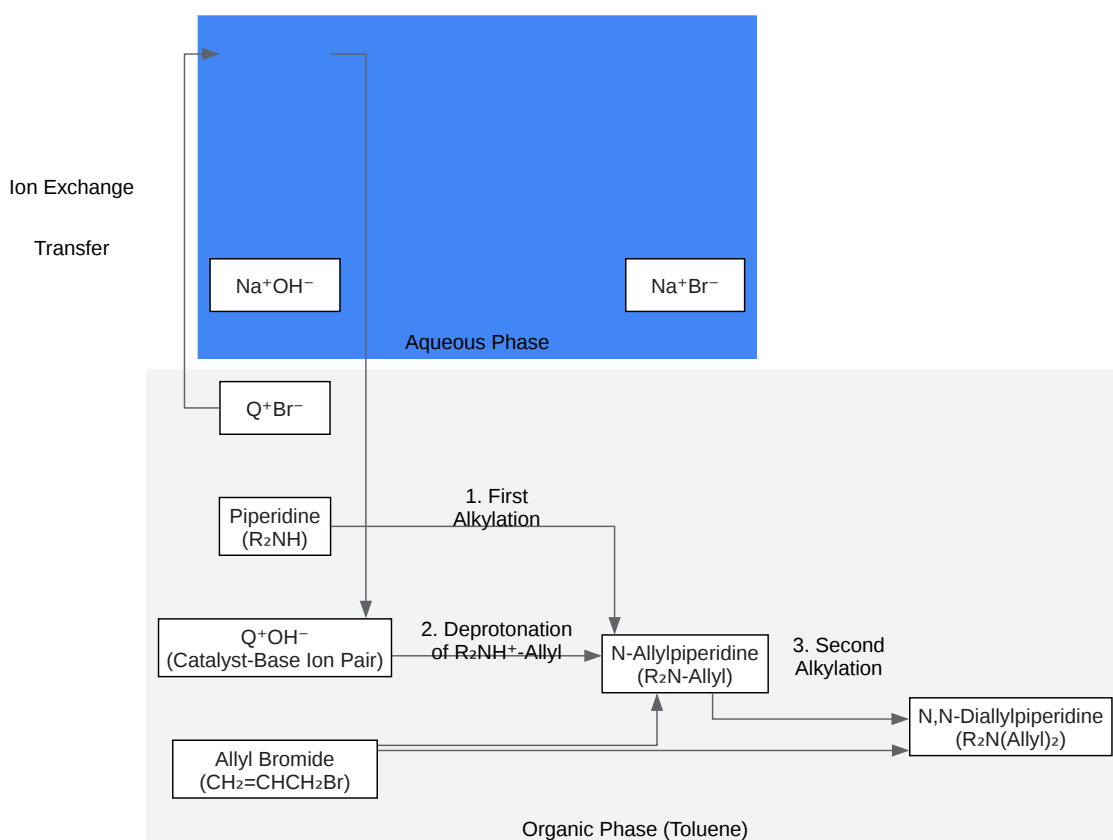 Ion Exchange
Transfer
Na⁺OH⁻
Na⁺Br⁻
Aqueous Phase
Q⁺Br⁻
Piperidine
(R₂NH)
1. First
Alkylation
Q⁺OH⁻
(Catalyst-Base Ion Pair)
2. Deprotonation
of R₂NH⁺-Allyl
N-Allylpiperidine
(R₂N-Allyl)
3. Second
Alkylation
N,N-Diallylpiperidine
(R₂N(Allyl)₂)
Allyl Bromide
(CH₂=CHCH₂Br)
Organic Phase (Toluene)